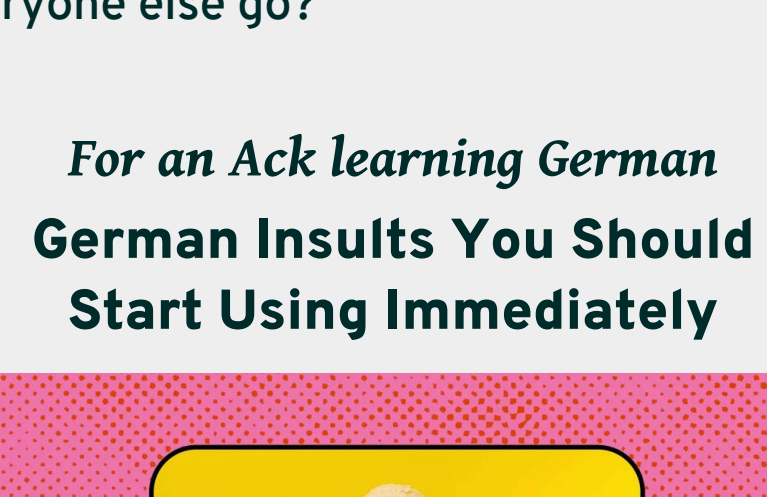 ryone else go?
For an Ack learning German
German Insults You Should
Start Using Immediately